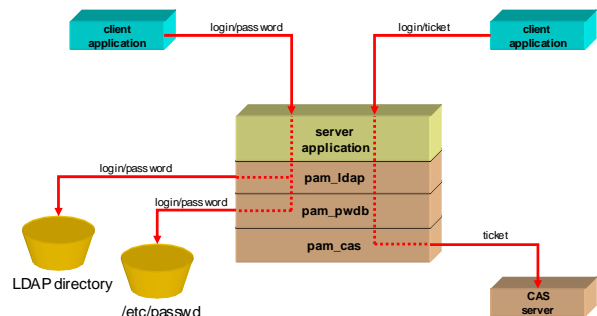 client
application
login/password
login/ticket
client
application
server
application
login/password
pam_ldap
login/password
pam_pwdb
pam_cas
ticket
LDAP directory
/etc/passwd
CAS
server